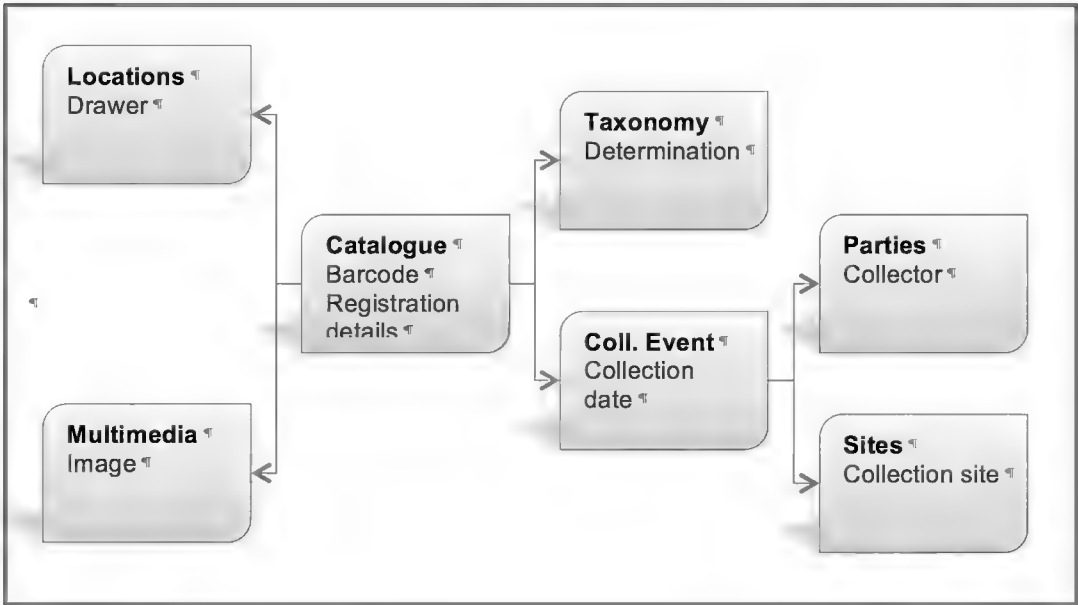 Locations ¶
Drawer ¶
Multimedia ¶
Image ¶
¶
Catalogue ¶
Barcode ¶
Registration
details ¶
Taxonomy ¶
Determination ¶
Coll. Event ¶
Collection
date ¶
Parties ¶
Collector ¶
Sites ¶
Collection site ¶